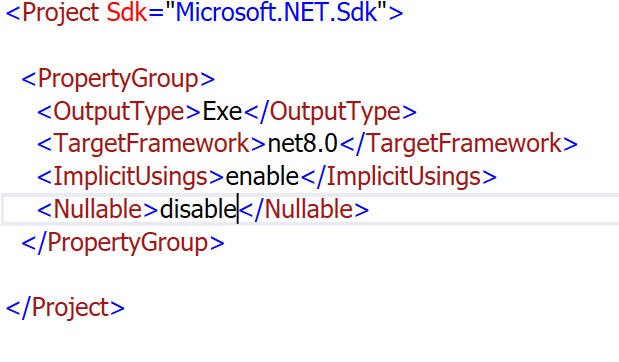 <Project Sdk="Microsoft.NET.Sdk">
<PropertyGroup>
<OutputType>Exe</OutputType>
<TargetFramework>net8.0</TargetFramework>
<ImplicitUsings>enable</ImplicitUsings>
<Nullable>disable</Nullable>
</PropertyGroup>
</Project>